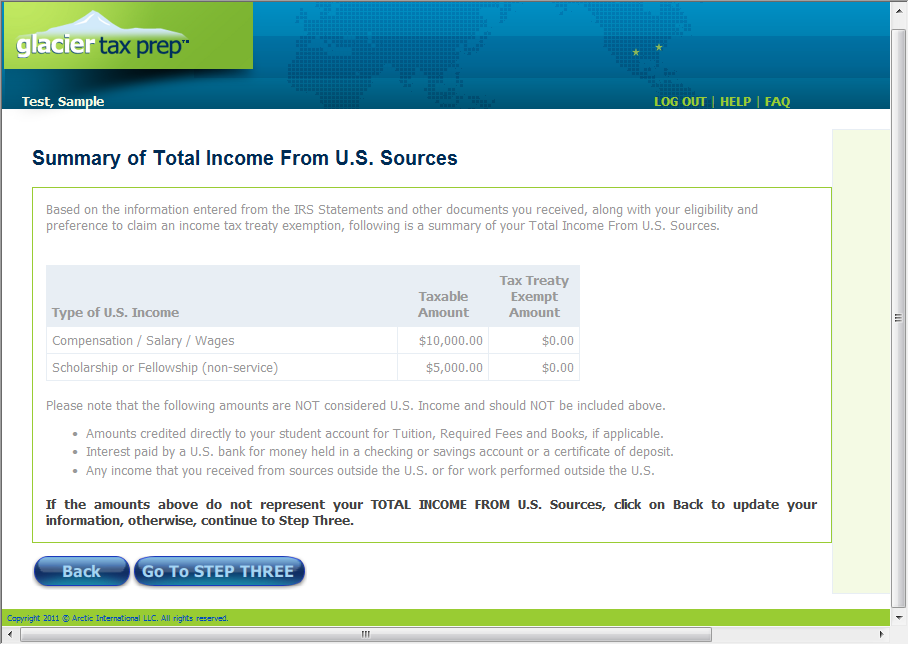 glacier tax prep™
Test, Sample
LOG OUT | HELP | FAQ
Summary of Total Income From U.S. Sources
Based on the information entered from the IRS Statements and other documents you received, along with your eligibility and
preference to claim an income tax treaty exemption, following is a summary of your Total Income From U.S. Sources.
Type of U.S. Income Taxable Amount Tax Treaty Exempt Amount
Compensation / Salary / Wages $10,000.00 $0.00
Scholarship or Fellowship (non-service) $5,000.00 $0.00
Please note that the following amounts are NOT considered U.S. Income and should NOT be included above.
• Amounts credited directly to your student account for Tuition, Required Fees and Books, if applicable.
• Interest paid by a U.S. bank for money held in a checking or savings account or a certificate of deposit.
• Any income that you received from sources outside the U.S. or for work performed outside the U.S.
If the amounts above do not represent your TOTAL INCOME FROM U.S. Sources, click on Back to update your
information, otherwise, continue to Step Three.
Back Go To STEP THREE
Copyright 2011 © Arctic International LLC. All rights reserved.